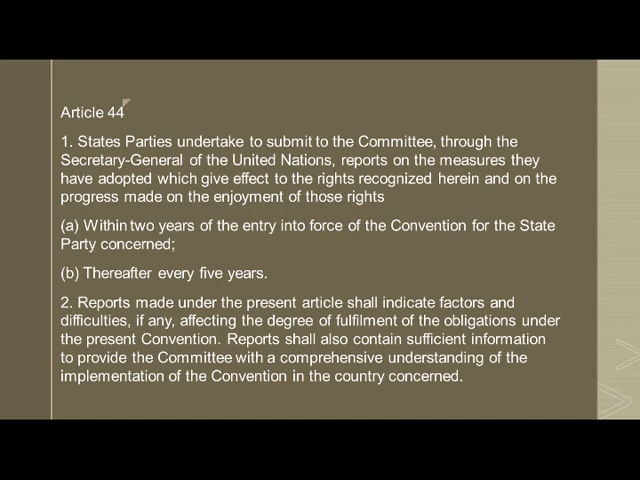 Article 44
1. States Parties undertake to submit to the Committee, through the
Secretary-General of the United Nations, reports on the measures they
have adopted which give effect to the rights recognized herein and on the
progress made on the enjoyment of those rights
(a) Within two years of the entry into force of the Convention for the State
Party concerned;
(b) Thereafter every five years.
2. Reports made under the present article shall indicate factors and
difficulties, if any, affecting the degree of fulfilment of the obligations under
the present Convention. Reports shall also contain sufficient information
to provide the Committee with a comprehensive understanding of the
implementation of the Convention in the country concerned.